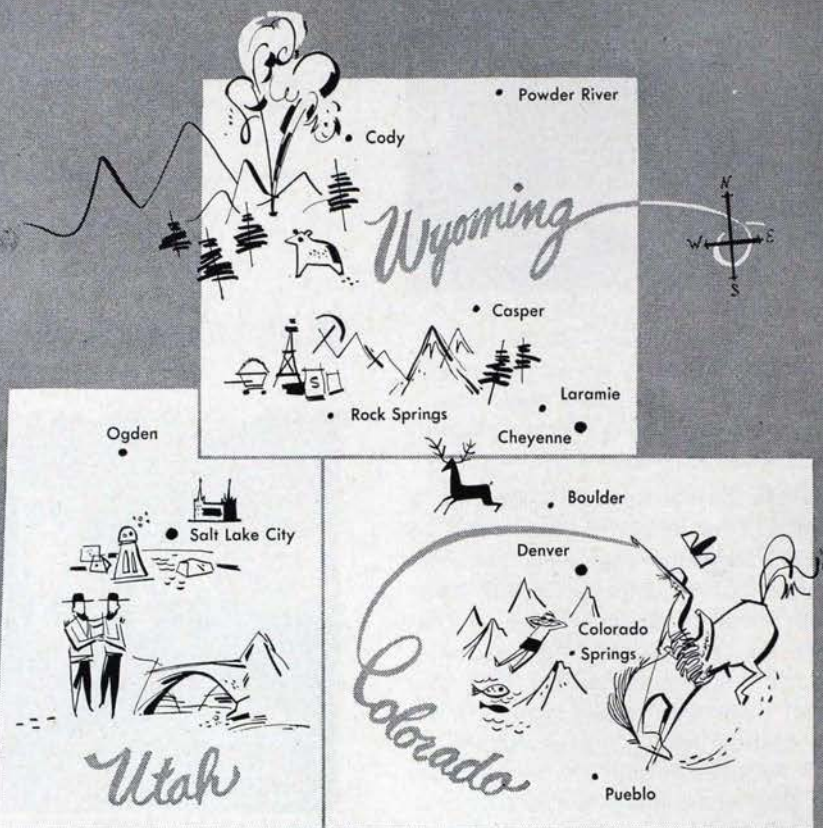 Powder River
Cody
N
Wyoming
W E
S
Casper
S
Laramie
Rock Springs
Cheyenne
Ogden
Boulder
Salt Lake City
Denver
Colorado
Springs
Colorado
Utah
Pueblo